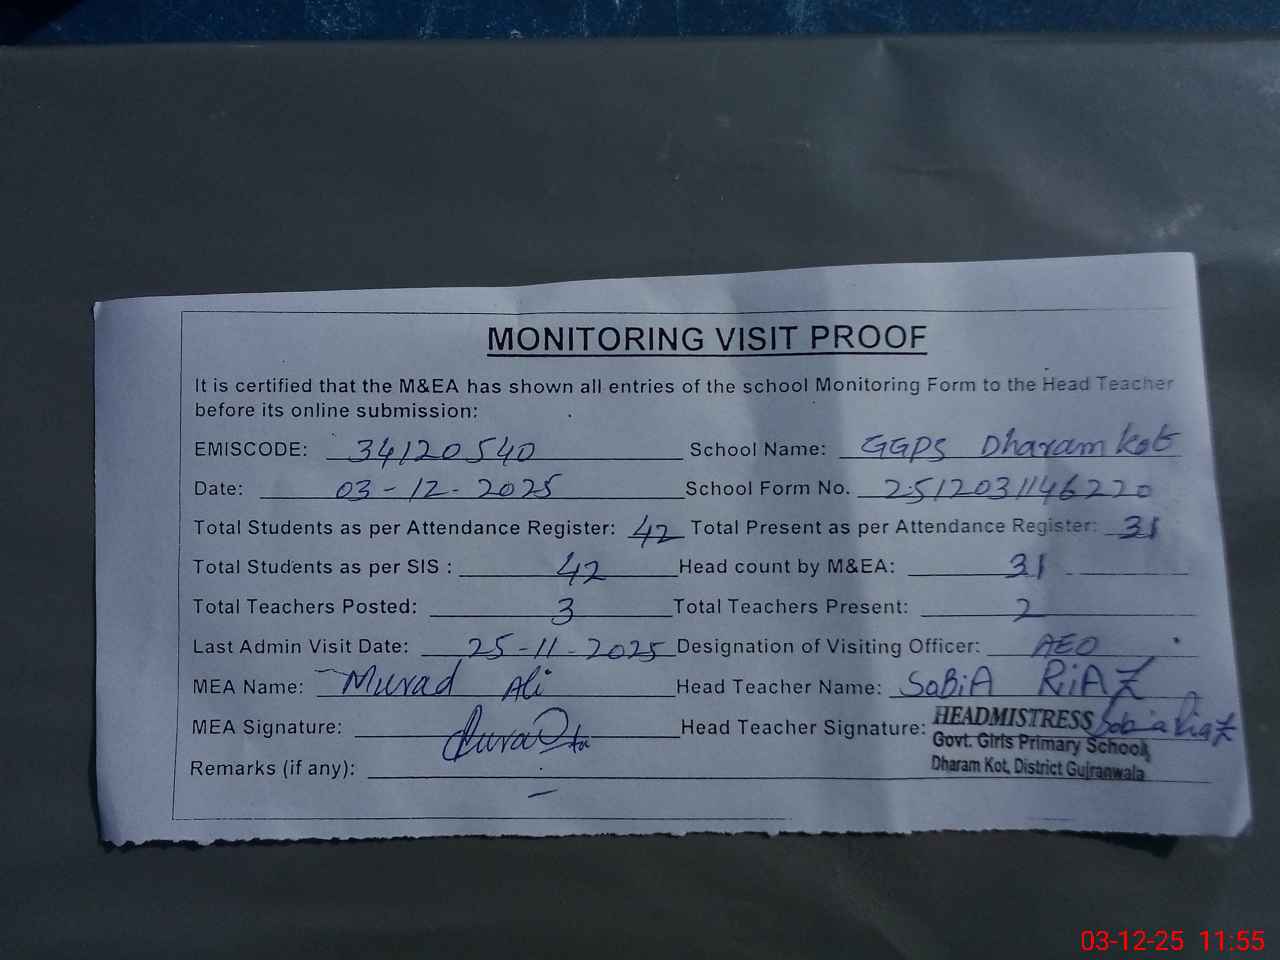 MONITORING VISIT PROOF
It is certified that the M&EA has shown all entries of the school Monitoring Form to the Head Teacher
before its online submission:
EMISCODE: 34120540 School Name: GGPS Dharam kot
Date: 03-12-2025 School Form No. 2512031146220
Total Students as per Attendance Register: 42 Total Present as per Attendance Register: 31
Total Students as per SIS : 42 Head count by M&EA: 31
Total Teachers Posted: 3 Total Teachers Present: 2
Last Admin Visit Date: 25-11-2025 Designation of Visiting Officer: AEO
MEA Name: Murad Ali Head Teacher Name: SoBiA RiiAZ
MEA Signature: Head Teacher Signature: Sobia Riaz
HEADMISTRESS
Govt. Girls Primary School,
Dharam Kot, District Gujranwala
Remarks (if any): –
03-12-25 11:55